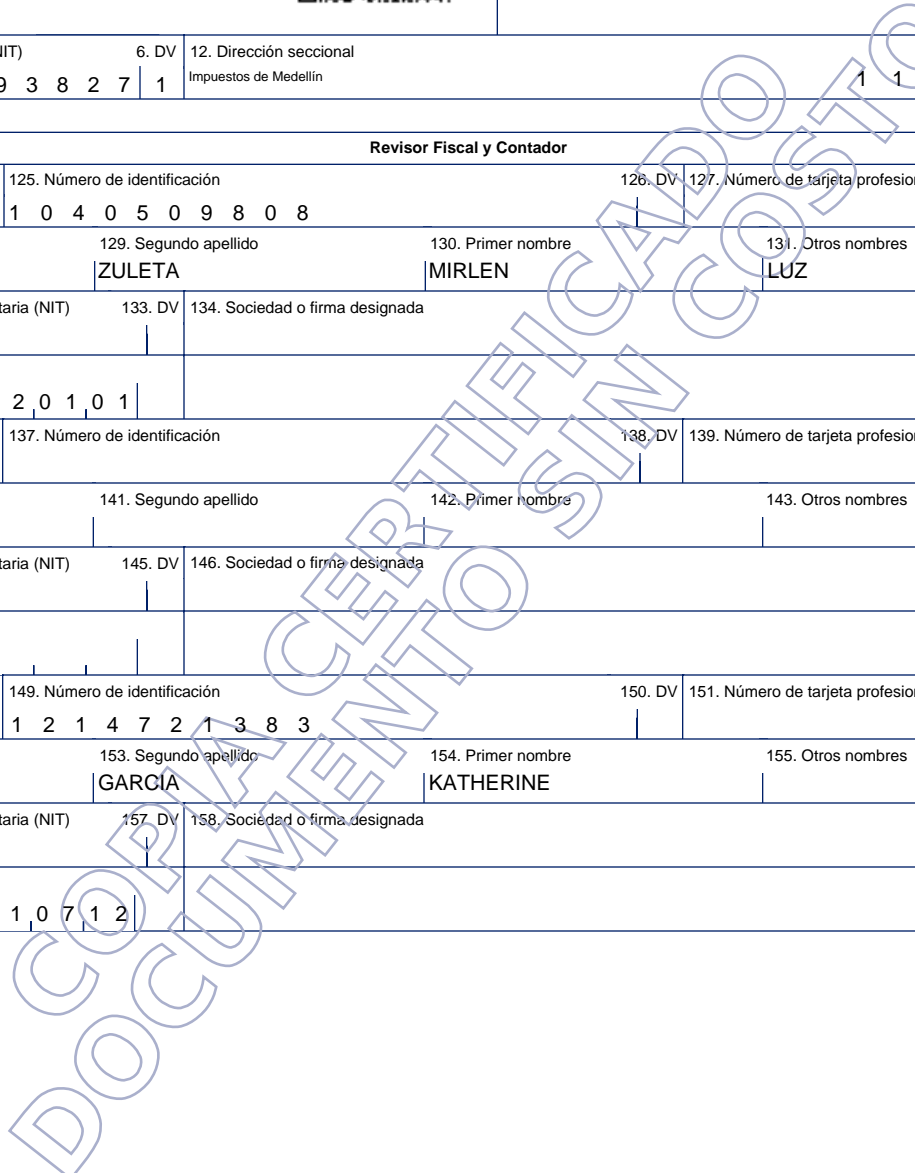 NIT) 6. DV 12. Dirección seccional
9 3 8 2 7 1 Impuestos de Medellín 1 1
Revisor Fiscal y Contador
125. Número de identificación 126. DV 127. Número de tarjeta profesion
1 0 4 0 5 0 9 8 0 8
129. Segundo apellido 130. Primer nombre 131. Otros nombres
ZULETA MIRLEN LUZ
taria (NIT) 133. DV 134. Sociedad o firma designada
2 0 1 0 1
137. Número de identificación 138. DV 139. Número de tarjeta profesion
141. Segundo apellido 142. Primer nombre 143. Otros nombres
taria (NIT) 145. DV 146. Sociedad o firma designada
149. Número de identificación 150. DV 151. Número de tarjeta profesion
1 2 1 4 7 2 1 3 8 3
153. Segundo apellido 154. Primer nombre 155. Otros nombres
GARCIA KATHERINE
taria (NIT) 157. DV 158. Sociedad o firma designada
1 0 7 1 2
COPIA CERTIFICADO
DOCUMENTO SIN COSTO